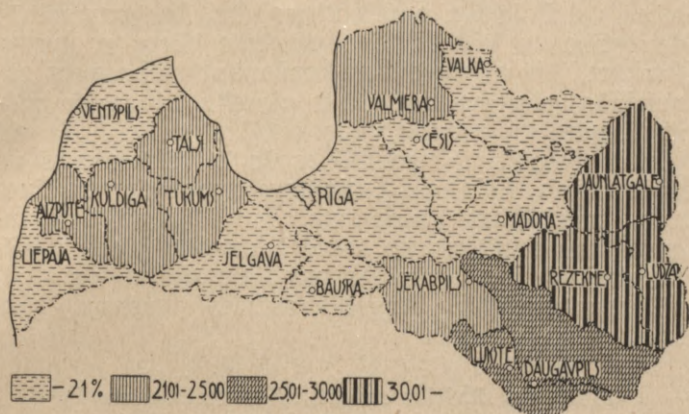 VALKA
VALMIERA
VENTSPILS
TALSI
CĒSIS
JAUNLATGALE
KULDIGA
TUKUMS
RIGA
AIZPUTE
MADONA
LIEPAJA
JELGAVA
BAUSKA
JĒKABPILS
REZEKNE
LUDZA
ILUKSTE
DAUGAVPILS
- 21%
21,01-25,00
25,01-30,00
30,01 -